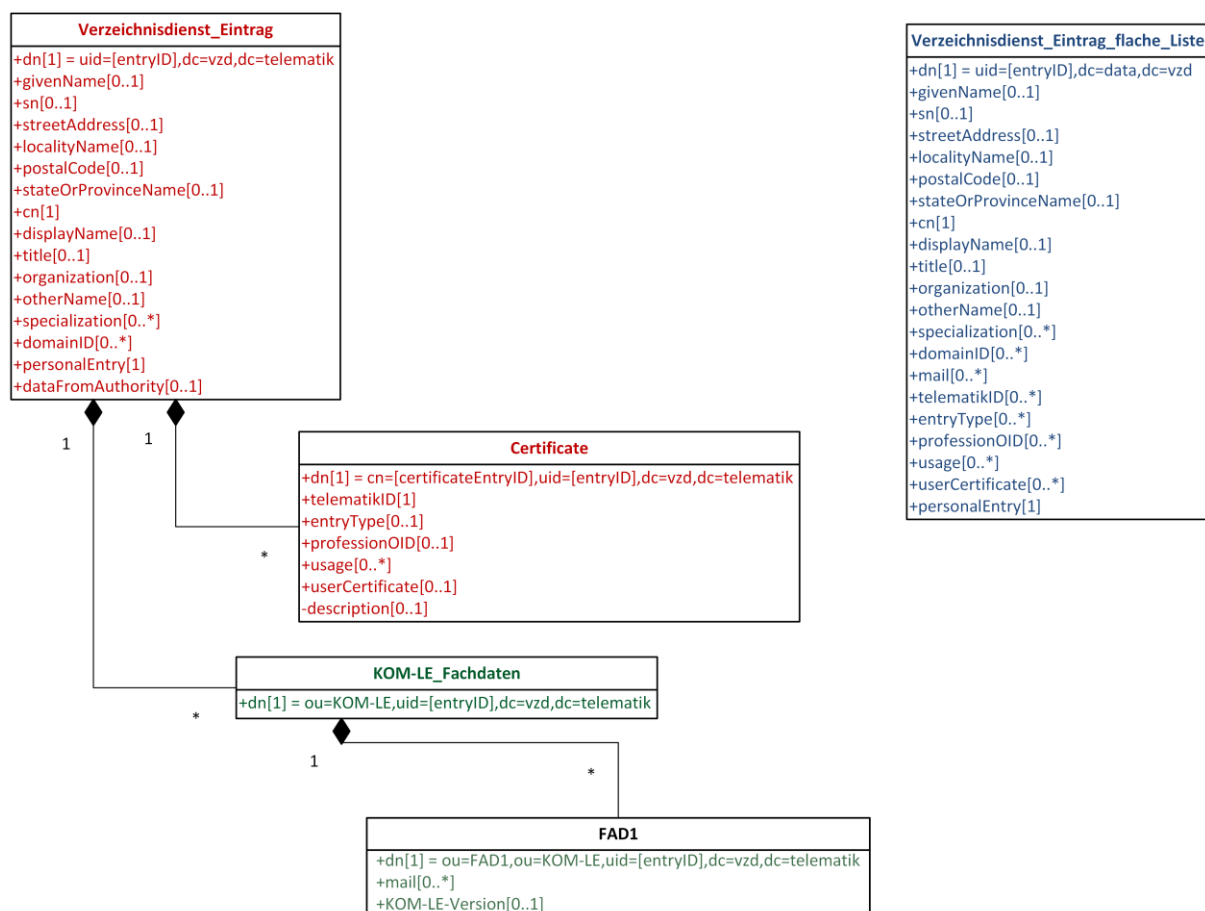 Verzeichnisdienst_Eintrag
+dn[1] = uid=[entryID],dc=vzd,dc=telematik
+givenName[0..1]
+sn[0..1]
+streetAddress[0..1]
+localityName[0..1]
+postalCode[0..1]
+stateOrProvinceName[0..1]
+cn[1]
+displayName[0..1]
+title[0..1]
+organization[0..1]
+otherName[0..1]
+specialization[0..*]
+domainID[0..*]
+personalEntry[1]
+dataFromAuthority[0..1]
Verzeichnisdienst_Eintrag_flache_Liste
+dn[1] = uid=[entryID],dc=data,dc=vzd
+givenName[0..1]
+sn[0..1]
+streetAddress[0..1]
+localityName[0..1]
+postalCode[0..1]
+stateOrProvinceName[0..1]
+cn[1]
+displayName[0..1]
+title[0..1]
+organization[0..1]
+otherName[0..1]
+specialization[0..*]
+domainID[0..*]
+mail[0..*]
+telematikID[0..*]
+entryType[0..*]
+professionOID[0..*]
+usage[0..*]
+userCertificate[0..*]
+personalEntry[1]
1
1
Certificate
+dn[1] = cn=[certificateEntryID],uid=[entryID],dc=vzd,dc=telematik
+telematikID[1]
+entryType[0..1]
+professionOID[0..1]
+usage[0..*]
+userCertificate[0..1]
-description[0..1]
*
KOM-LE_Fachdaten
+dn[1] = ou=KOM-LE,uid=[entryID],dc=vzd,dc=telematik
*
1
*
FAD1
+dn[1] = ou=FAD1,ou=KOM-LE,uid=[entryID],dc=vzd,dc=telematik
+mail[0..*]
+KOM-LE-Version[0..1]